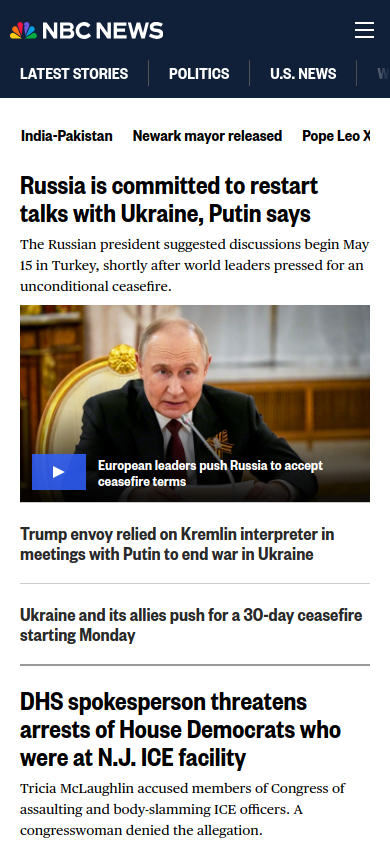 NBC NEWS
LATEST STORIES POLITICS U.S. NEWS
India-Pakistan Newark mayor released Pope Leo X
Russia is committed to restart
talks with Ukraine, Putin says
The Russian president suggested discussions begin May
15 in Turkey, shortly after world leaders pressed for an
unconditional ceasefire.
European leaders push Russia to accept
ceasefire terms
Trump envoy relied on Kremlin interpreter in
meetings with Putin to end war in Ukraine
Ukraine and its allies push for a 30-day ceasefire
starting Monday
DHS spokesperson threatens
arrests of House Democrats who
were at N.J. ICE facility
Tricia McLaughlin accused members of Congress of
assaulting and body-slamming ICE officers. A
congresswoman denied the allegation.